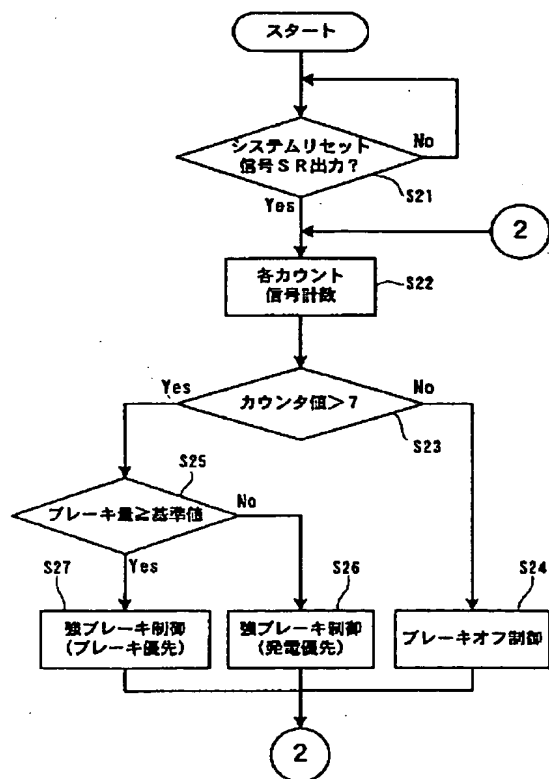 スタート
システムリセット
信号SR出力?
No
S21
Yes
2
各カウント
信号計数
S22
Yes
カウンタ値>7
No
S23
S25
ブレーキ量≧基準値
No
Yes
S27
強ブレーキ制御
(ブレーキ優先)
S26
強ブレーキ制御
(発電優先)
S24
ブレーキオフ制御
2